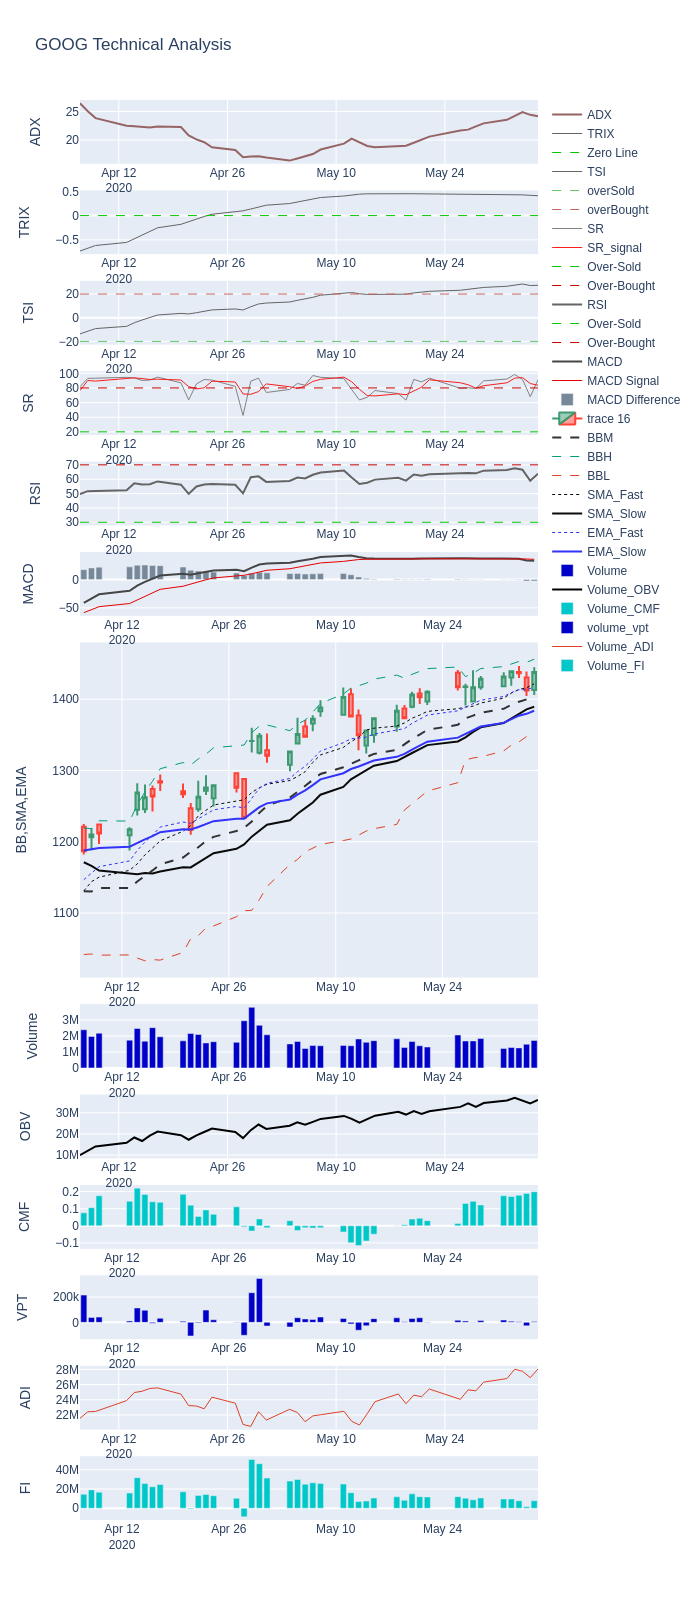 GOOG Technical Analysis
ADX
25
20
Apr 12
2020
Apr 26
May 10
May 24
TRIX
0.5
0
−0.5
Apr 12
2020
Apr 26
May 10
May 24
TSI
20
0
−20
Apr 12
2020
Apr 26
May 10
May 24
SR
100
80
60
40
20
Apr 12
2020
Apr 26
May 10
May 24
RSI
70
60
50
40
30
Apr 12
2020
Apr 26
May 10
May 24
MACD
0
−50
Apr 12
2020
Apr 26
May 10
May 24
BB,SMA,EMA
1400
1300
1200
1100
Apr 12
2020
Apr 26
May 10
May 24
Volume
3M
2M
1M
0
Apr 12
2020
Apr 26
May 10
May 24
OBV
30M
20M
10M
Apr 12
2020
Apr 26
May 10
May 24
CMF
0.2
0.1
0
−0.1
Apr 12
2020
Apr 26
May 10
May 24
VPT
200k
0
Apr 12
2020
Apr 26
May 10
May 24
ADI
28M
26M
24M
22M
Apr 12
2020
Apr 26
May 10
May 24
FI
40M
20M
0
Apr 12
2020
Apr 26
May 10
May 24
ADX
TRIX
Zero Line
TSI
overSold
overBought
SR
SR_signal
Over-Sold
Over-Bought
RSI
Over-Sold
Over-Bought
MACD
MACD Signal
MACD Difference
trace 16
BBM
BBH
BBL
SMA_Fast
SMA_Slow
EMA_Fast
EMA_Slow
Volume
Volume_OBV
Volume_CMF
volume_vpt
Volume_ADI
Volume_FI